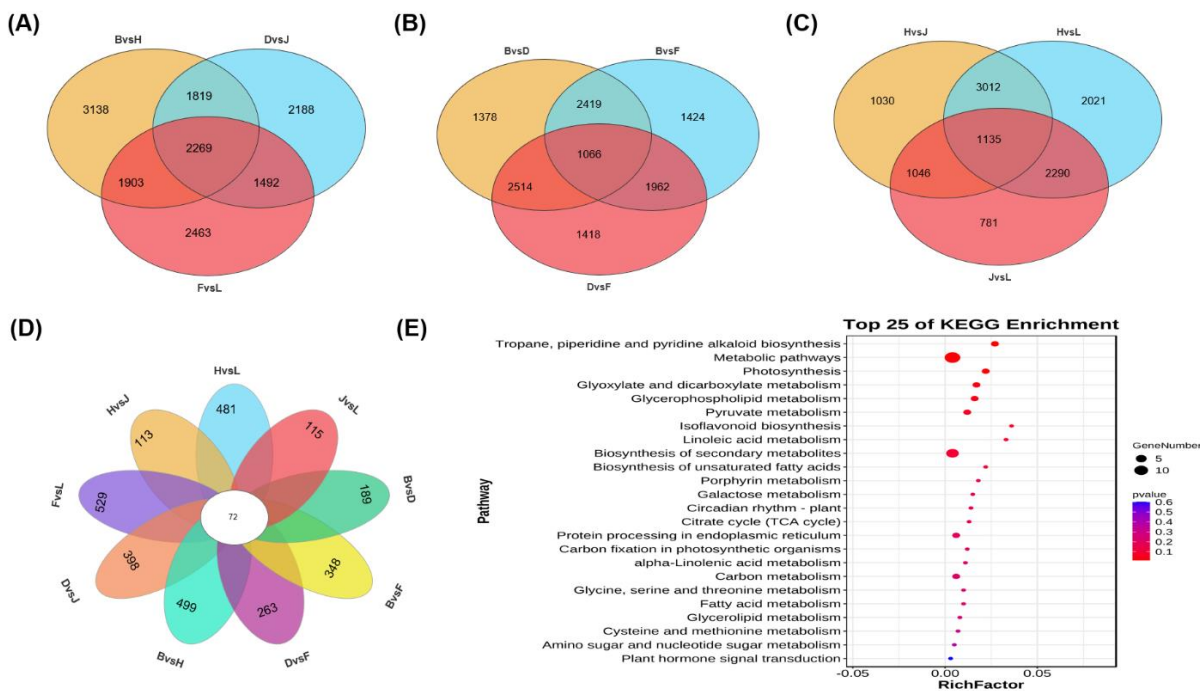 (A)
BvsH
DvsJ
3138
1819
2188
2269
1903
1492
2463
FvsL
(B)
BvsD
BvsF
1378
2419
1424
1066
2514
1962
1418
DvsF
(C)
HvsJ
HvsL
1030
3012
2021
1135
1046
2290
781
JvsL
(D)
HvsL
481
JvsL
115
BvsD
189
BvsF
348
DvsF
263
BvsH
499
DvsJ
398
FvsL
529
HvsJ
113
72
(E)
Top 25 of KEGG Enrichment
Pathway
Tropane, piperidine and pyridine alkaloid biosynthesis
Metabolic pathways
Photosynthesis
Glyoxylate and dicarboxylate metabolism
Glycerophospholipid metabolism
Pyruvate metabolism
Isoflavonoid biosynthesis
Linoleic acid metabolism
Biosynthesis of secondary metabolites
Biosynthesis of unsaturated fatty acids
Porphyrin metabolism
Galactose metabolism
Circadian rhythm - plant
Citrate cycle (TCA cycle)
Protein processing in endoplasmic reticulum
Carbon fixation in photosynthetic organisms
alpha-Linolenic acid metabolism
Carbon metabolism
Glycine, serine and threonine metabolism
Fatty acid metabolism
Glycerolipid metabolism
Cysteine and methionine metabolism
Amino sugar and nucleotide sugar metabolism
Plant hormone signal transduction
-0.05 0.00 0.05
RichFactor
GeneNumber
5
10
pvalue
0.6
0.5
0.4
0.3
0.2
0.1